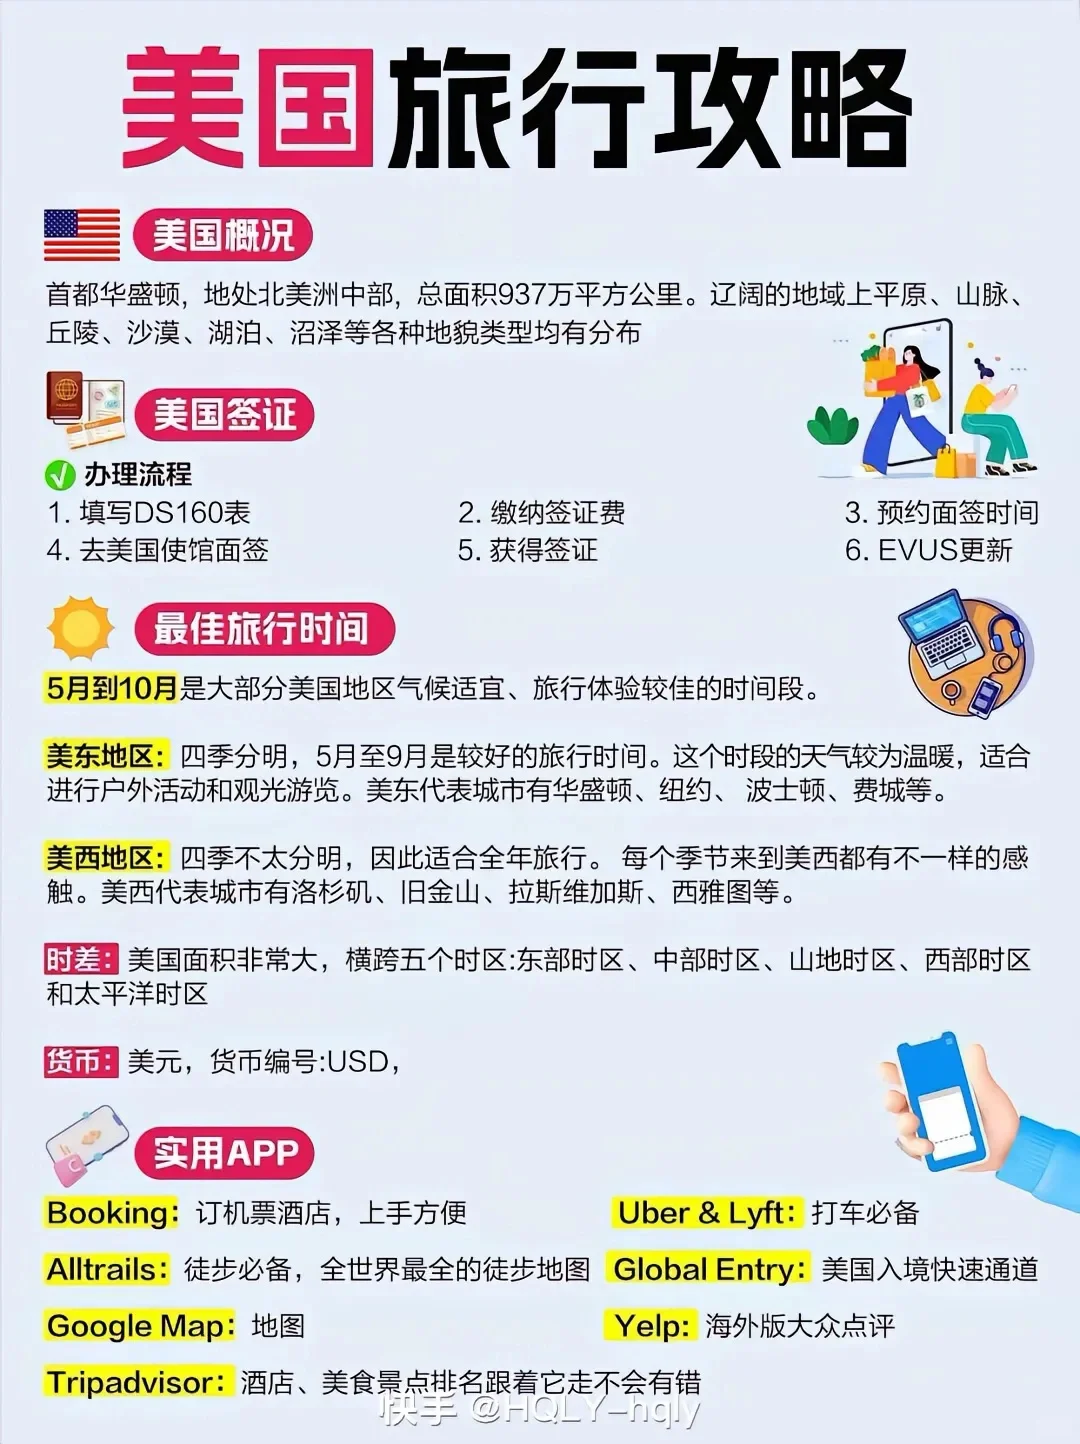 美国旅行攻略
美国概况
首都华盛顿，地处北美洲中部，总面积937万平方公里。辽阔的地域上平原、山脉、
丘陵、沙漠、湖泊、沼泽等各种地貌类型均有分布
美国签证
办理流程
1. 填写DS160表
2. 缴纳签证费
3. 预约面签时间
4. 去美国使馆面签
5. 获得签证
6. EVUS更新
最佳旅行时间
5月到10月是大部分美国地区气候适宜、旅行体验较佳的时间段。
美东地区：四季分明，5月至9月是较好的旅行时间。这个时段的天气较为温暖，适合
进行户外活动和观光游览。美东代表城市有华盛顿、纽约、 波士顿、费城等。
美西地区：四季不太分明，因此适合全年旅行。 每个季节来到美西都有不一样的感
触。美西代表城市有洛杉矶、旧金山、拉斯维加斯、西雅图等。
时差：美国面积非常大，横跨五个时区:东部时区、中部时区、山地时区、西部时区
和太平洋时区
货币：美元，货币编号:USD，
实用APP
Booking：订机票酒店，上手方便
Uber & Lyft：打车必备
Alltrails：徒步必备，全世界最全的徒步地图
Global Entry：美国入境快速通道
Google Map：地图
Yelp：海外版大众点评
Tripadvisor：酒店、美食景点排名跟着它走不会有错
快手 @HQLY-hqly